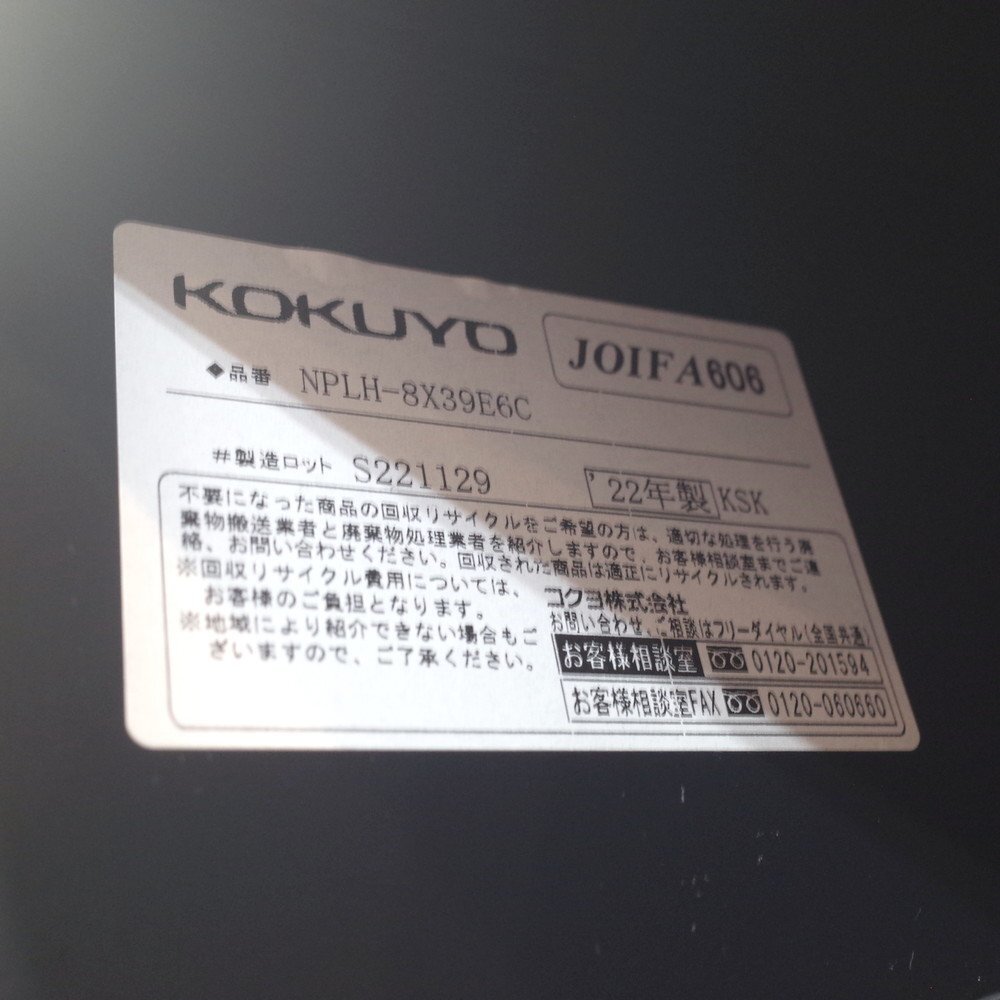 KOKUYO
JOIFA606
◆品番 NPLH-8X39E6C
#製造ロット S221129
'22年製 KSK
不要になった商品の回収リサイクルをご希望の方は、適切な処理を行う廃
棄物搬送業者と廃棄物処理業者を紹介しますので、お客様相談室までご連
絡、お問い合わせください。回収された商品は適正にリサイクルされます。
※回収リサイクル費用については、
お客様のご負担となります。
※地域により紹介できない場合もご
ざいますので、ご了承ください。
コクヨ株式会社
お問い合わせ、ご相談はフリーダイヤル(全国共通)
お客様相談室 0120-201594
お客様相談室FAX 0120-060660